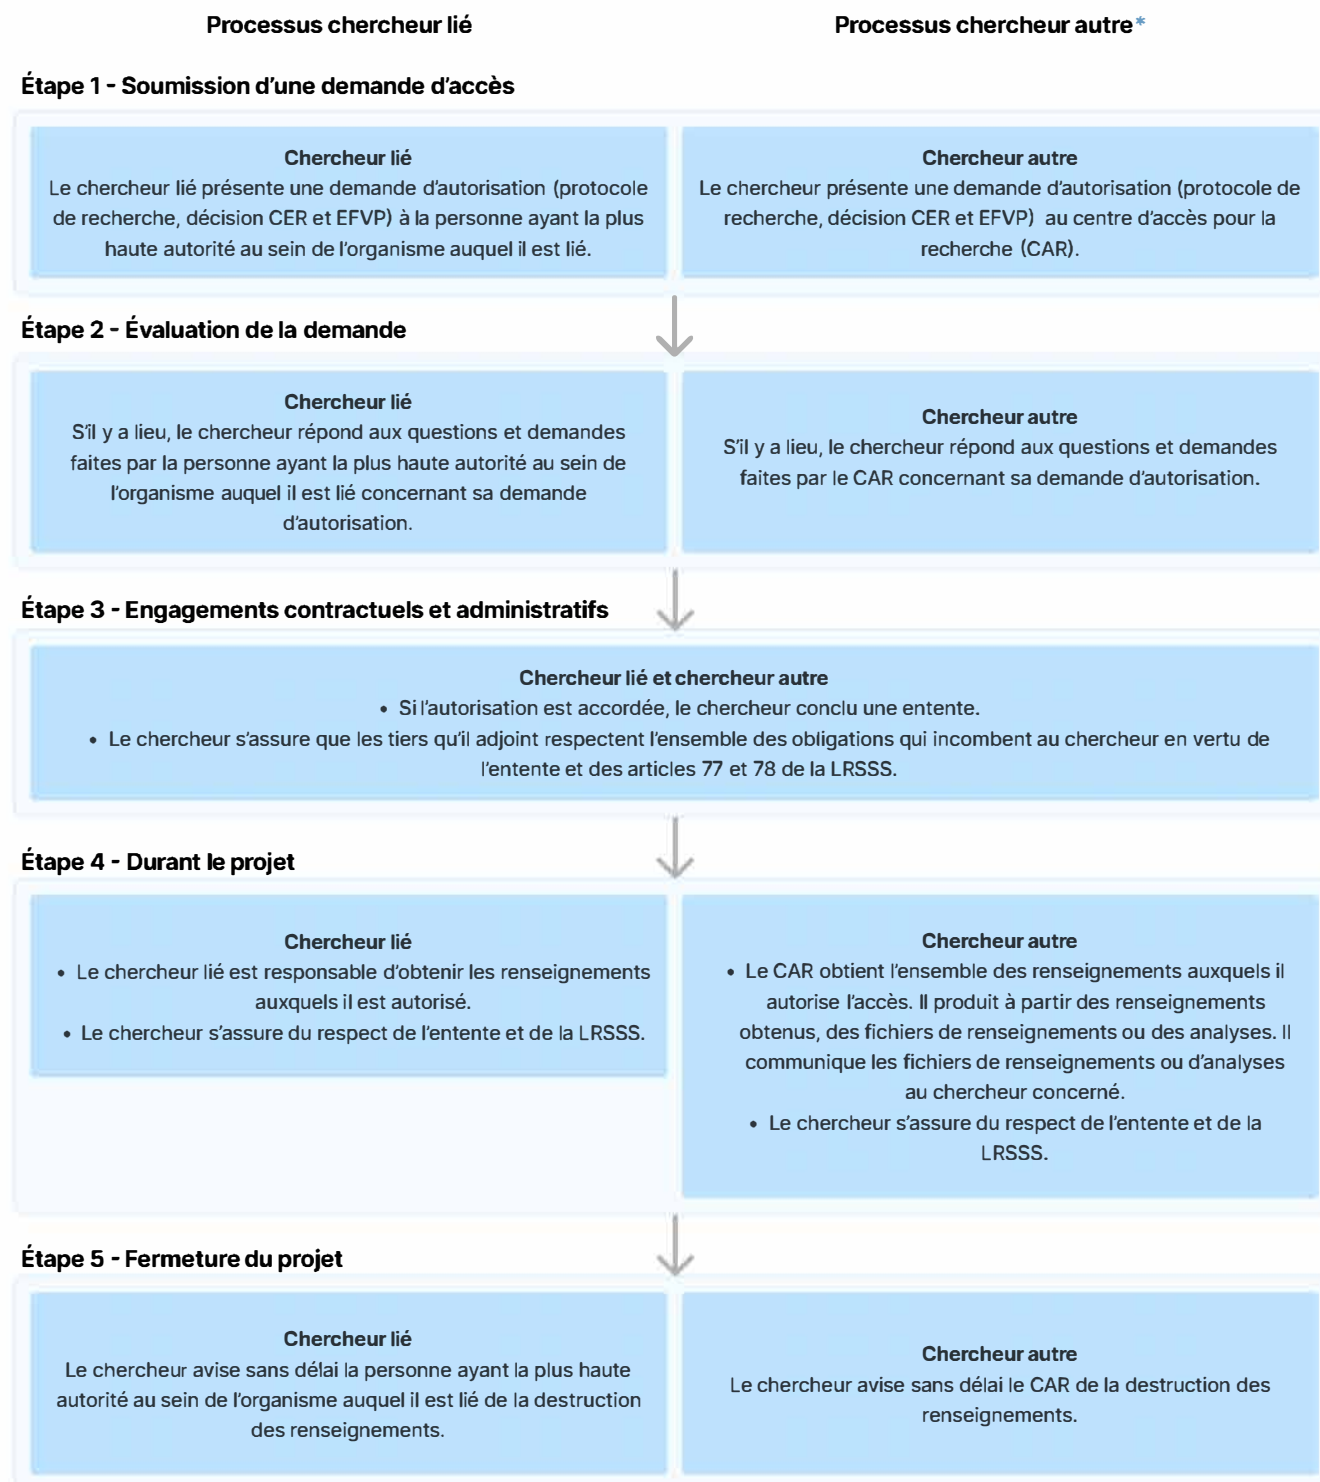 Processus chercheur lié
Processus chercheur autre*
Étape 1 - Soumission d'une demande d'accès
Chercheur lié
Le chercheur lié présente une demande d'autorisation (protocole
de recherche, décision CER et EFVP) à la personne ayant la plus
haute autorité au sein de l'organisme auquel il est lié.
Chercheur autre
Le chercheur présente une demande d'autorisation (protocole de
recherche, décision CER et EFVP) au centre d'accès pour la
recherche (CAR).
Étape 2 - Évaluation de la demande
Chercheur lié
S'il y a lieu, le chercheur répond aux questions et demandes
faites par la personne ayant la plus haute autorité au sein de
l'organisme auquel il est lié concernant sa demande
d'autorisation.
Chercheur autre
S'il y a lieu, le chercheur répond aux questions et demandes
faites par le CAR concernant sa demande d'autorisation.
Étape 3 - Engagements contractuels et administratifs
Chercheur lié et chercheur autre
• Si l'autorisation est accordée, le chercheur conclu une entente.
• Le chercheur s'assure que les tiers qu'il adjoint respectent l'ensemble des obligations qui incombent au chercheur en vertu de
l'entente et des articles 77 et 78 de la LRSSS.
Étape 4 - Durant le projet
Chercheur lié
• Le chercheur lié est responsable d'obtenir les renseignements
auxquels il est autorisé.
• Le chercheur s'assure du respect de l'entente et de la LRSSS.
Chercheur autre
• Le CAR obtient l'ensemble des renseignements auxquels il
autorise l'accès. Il produit à partir des renseignements
obtenus, des fichiers de renseignements ou des analyses. Il
communique les fichiers de renseignements ou d'analyses
au chercheur concerné.
• Le chercheur s'assure du respect de l'entente et de la
LRSSS.
Étape 5 - Fermeture du projet
Chercheur lié
Le chercheur avise sans délai la personne ayant la plus haute
autorité au sein de l'organisme auquel il est lié de la destruction
des renseignements.
Chercheur autre
Le chercheur avise sans délai le CAR de la destruction des
renseignements.